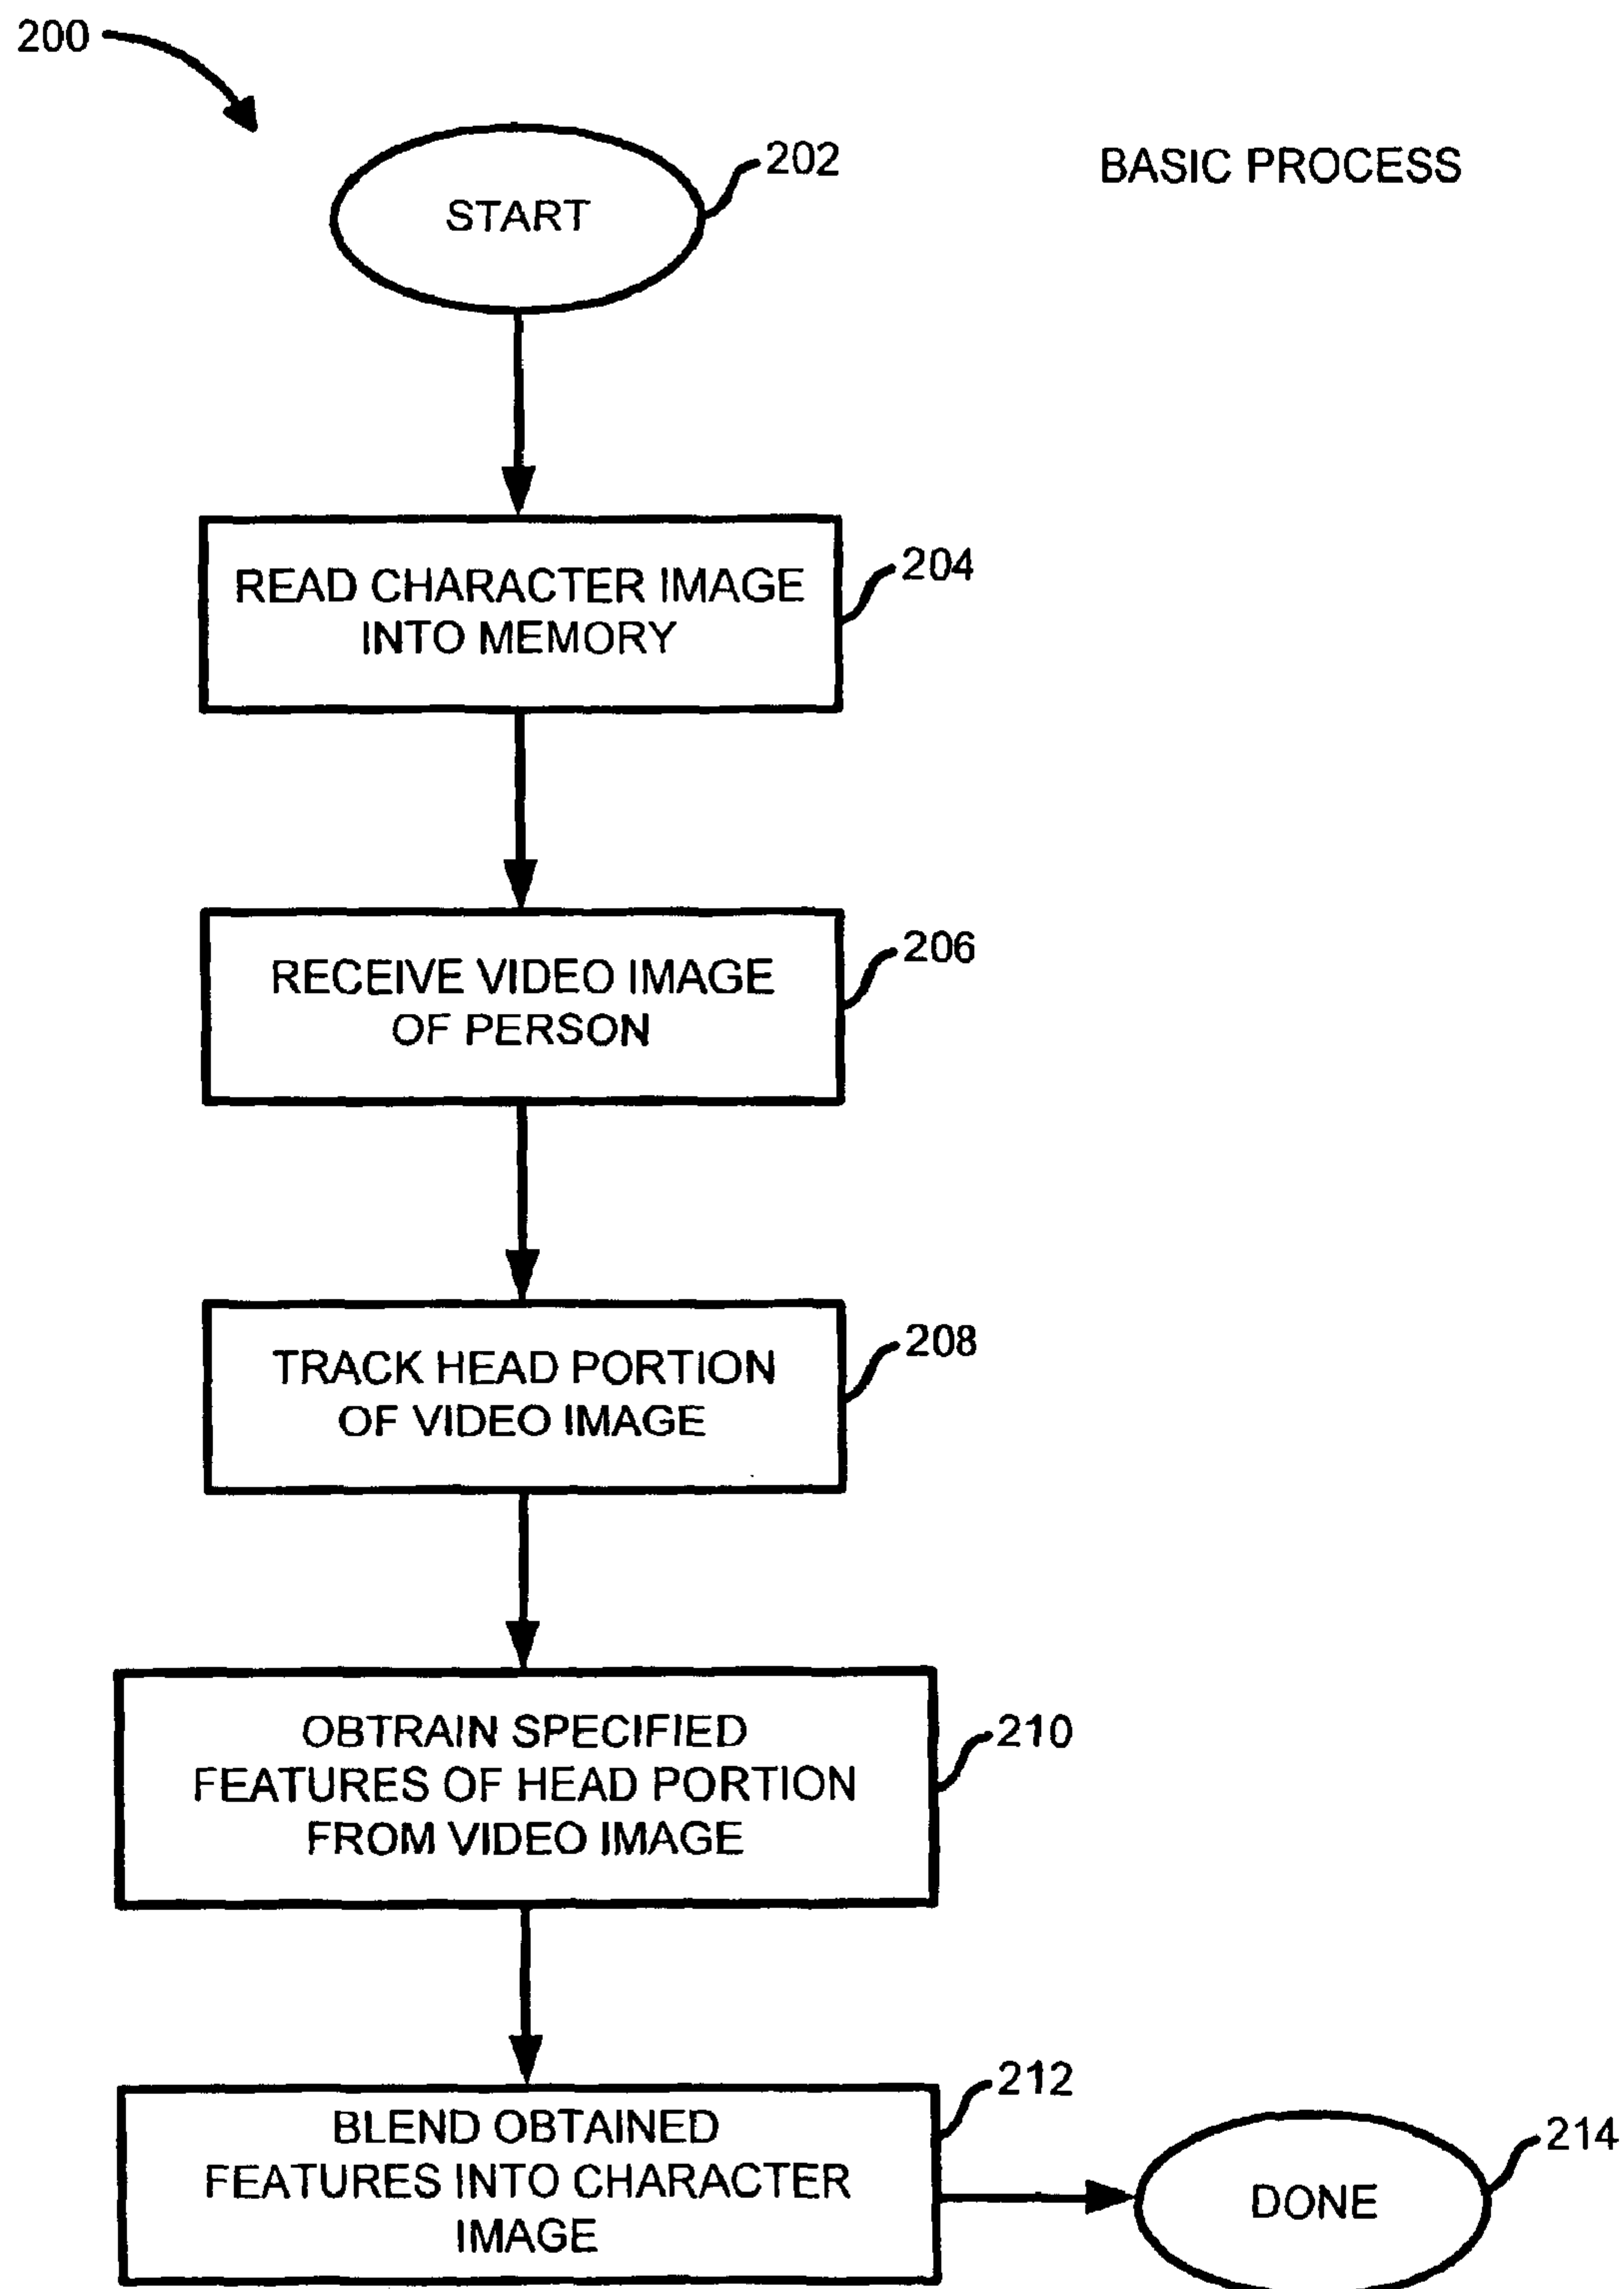 200
202
BASIC PROCESS
START
204
READ CHARACTER IMAGE
INTO MEMORY
206
RECEIVE VIDEO IMAGE
OF PERSON
208
TRACK HEAD PORTION
OF VIDEO IMAGE
210
OBTRAIN SPECIFIED
FEATURES OF HEAD PORTION
FROM VIDEO IMAGE
212
BLEND OBTAINED
FEATURES INTO CHARACTER
IMAGE
214
DONE